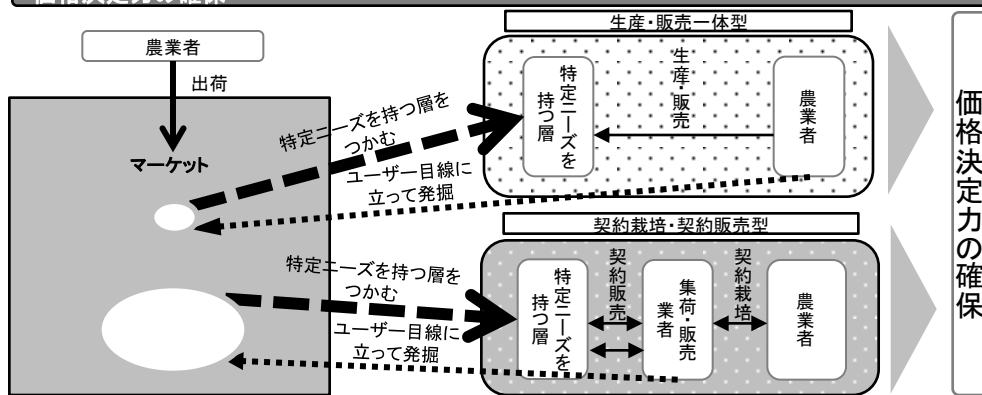 価格決定力の確保
農業者
出荷
マーケット
特定ニーズを持つ層を
つかむ
ユーザー目線に
立って発掘
特定ニーズを持つ層を
つかむ
ユーザー目線に
立って発掘
生産・販売一体型
特定ニーズを
持つ層
生産・販売
農業者
契約栽培・契約販売型
特定ニーズを
持つ層
契約販売
集荷・販売
業者
契約栽培
農業者
価格決定力の確保